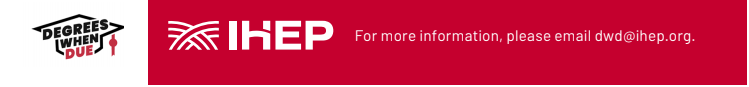 DEGREES
WHEN
DUE
IHEP
For more information, please email dwd@ihep.org.